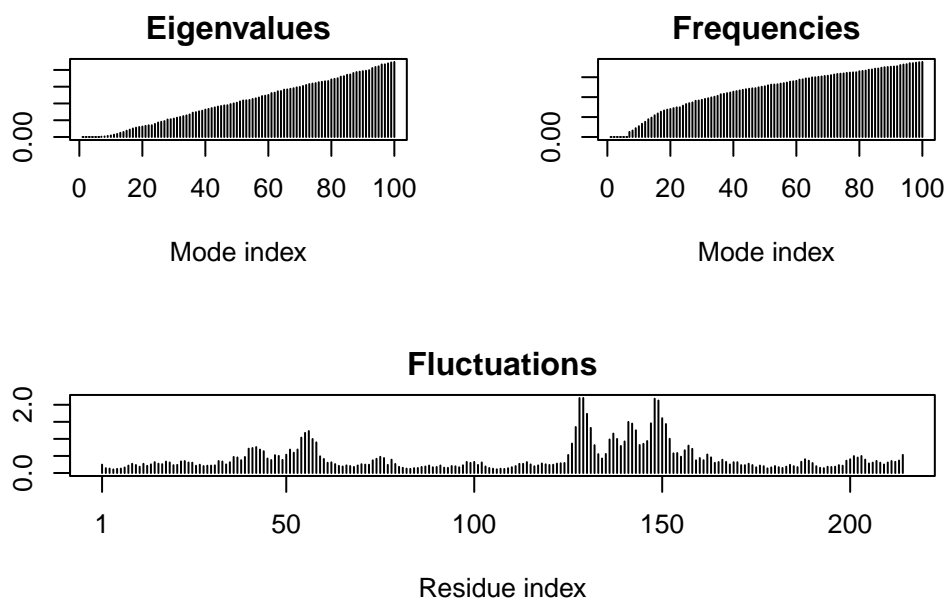 Eigenvalues
0.00
0 20 40 60 80 100
Mode index
Frequencies
0.00
0 20 40 60 80 100
Mode index
Fluctuations
0.0 2.0
1 50 100 150 200
Residue index